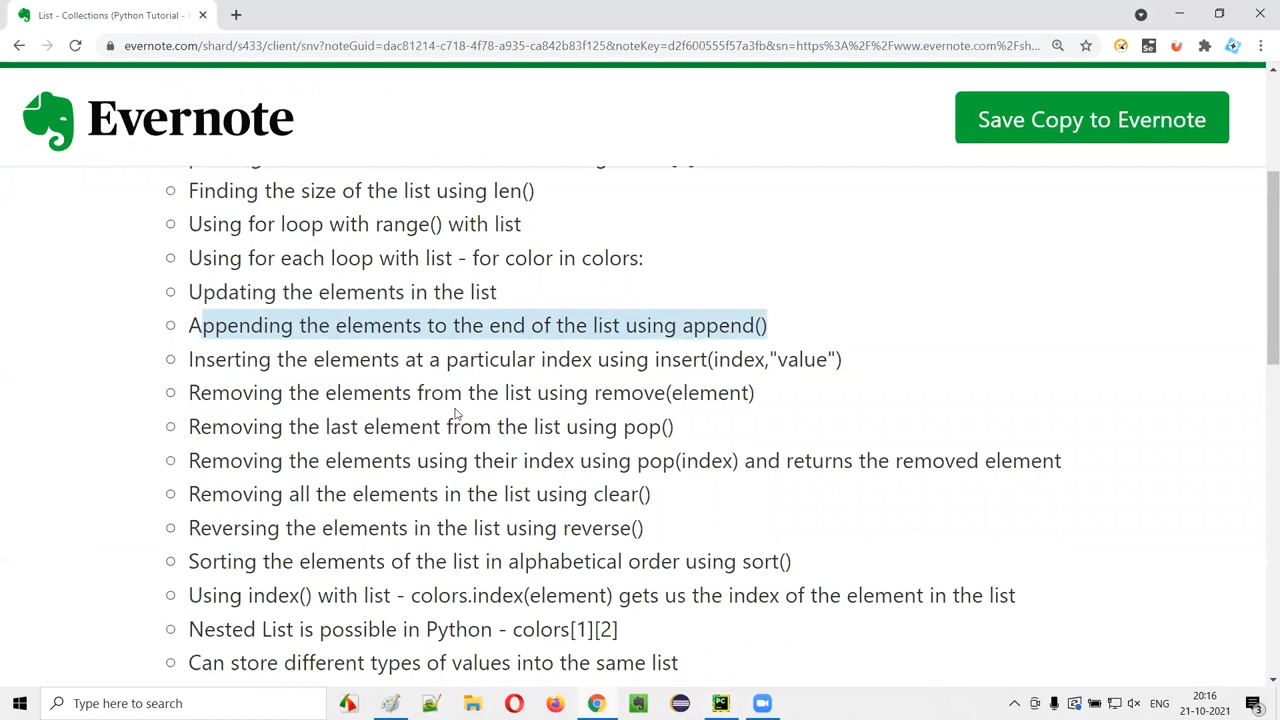 List - Collections (Python Tutorial -
evernote.com/shard/s433/client/snv?noteGuid=dac81214-c718-4f78-a935-ca842b83f125&noteKey=d2f600555f57a3fb&sn=https%3A%2F%2Fwww.evernote.com%2Fsh...
Evernote
Save Copy to Evernote
Finding the size of the list using len()
Using for loop with range() with list
Using for each loop with list - for color in colors:
Updating the elements in the list
Appending the elements to the end of the list using append()
Inserting the elements at a particular index using insert(index,"value")
Removing the elements from the list using remove(element)
Removing the last element from the list using pop()
Removing the elements using their index using pop(index) and returns the removed element
Removing all the elements in the list using clear()
Reversing the elements in the list using reverse()
Sorting the elements of the list in alphabetical order using sort()
Using index() with list - colors.index(element) gets us the index of the element in the list
Nested List is possible in Python - colors[1][2]
Can store different types of values into the same list
Type here to search
PC
ENG
20:16
21-10-2021
3